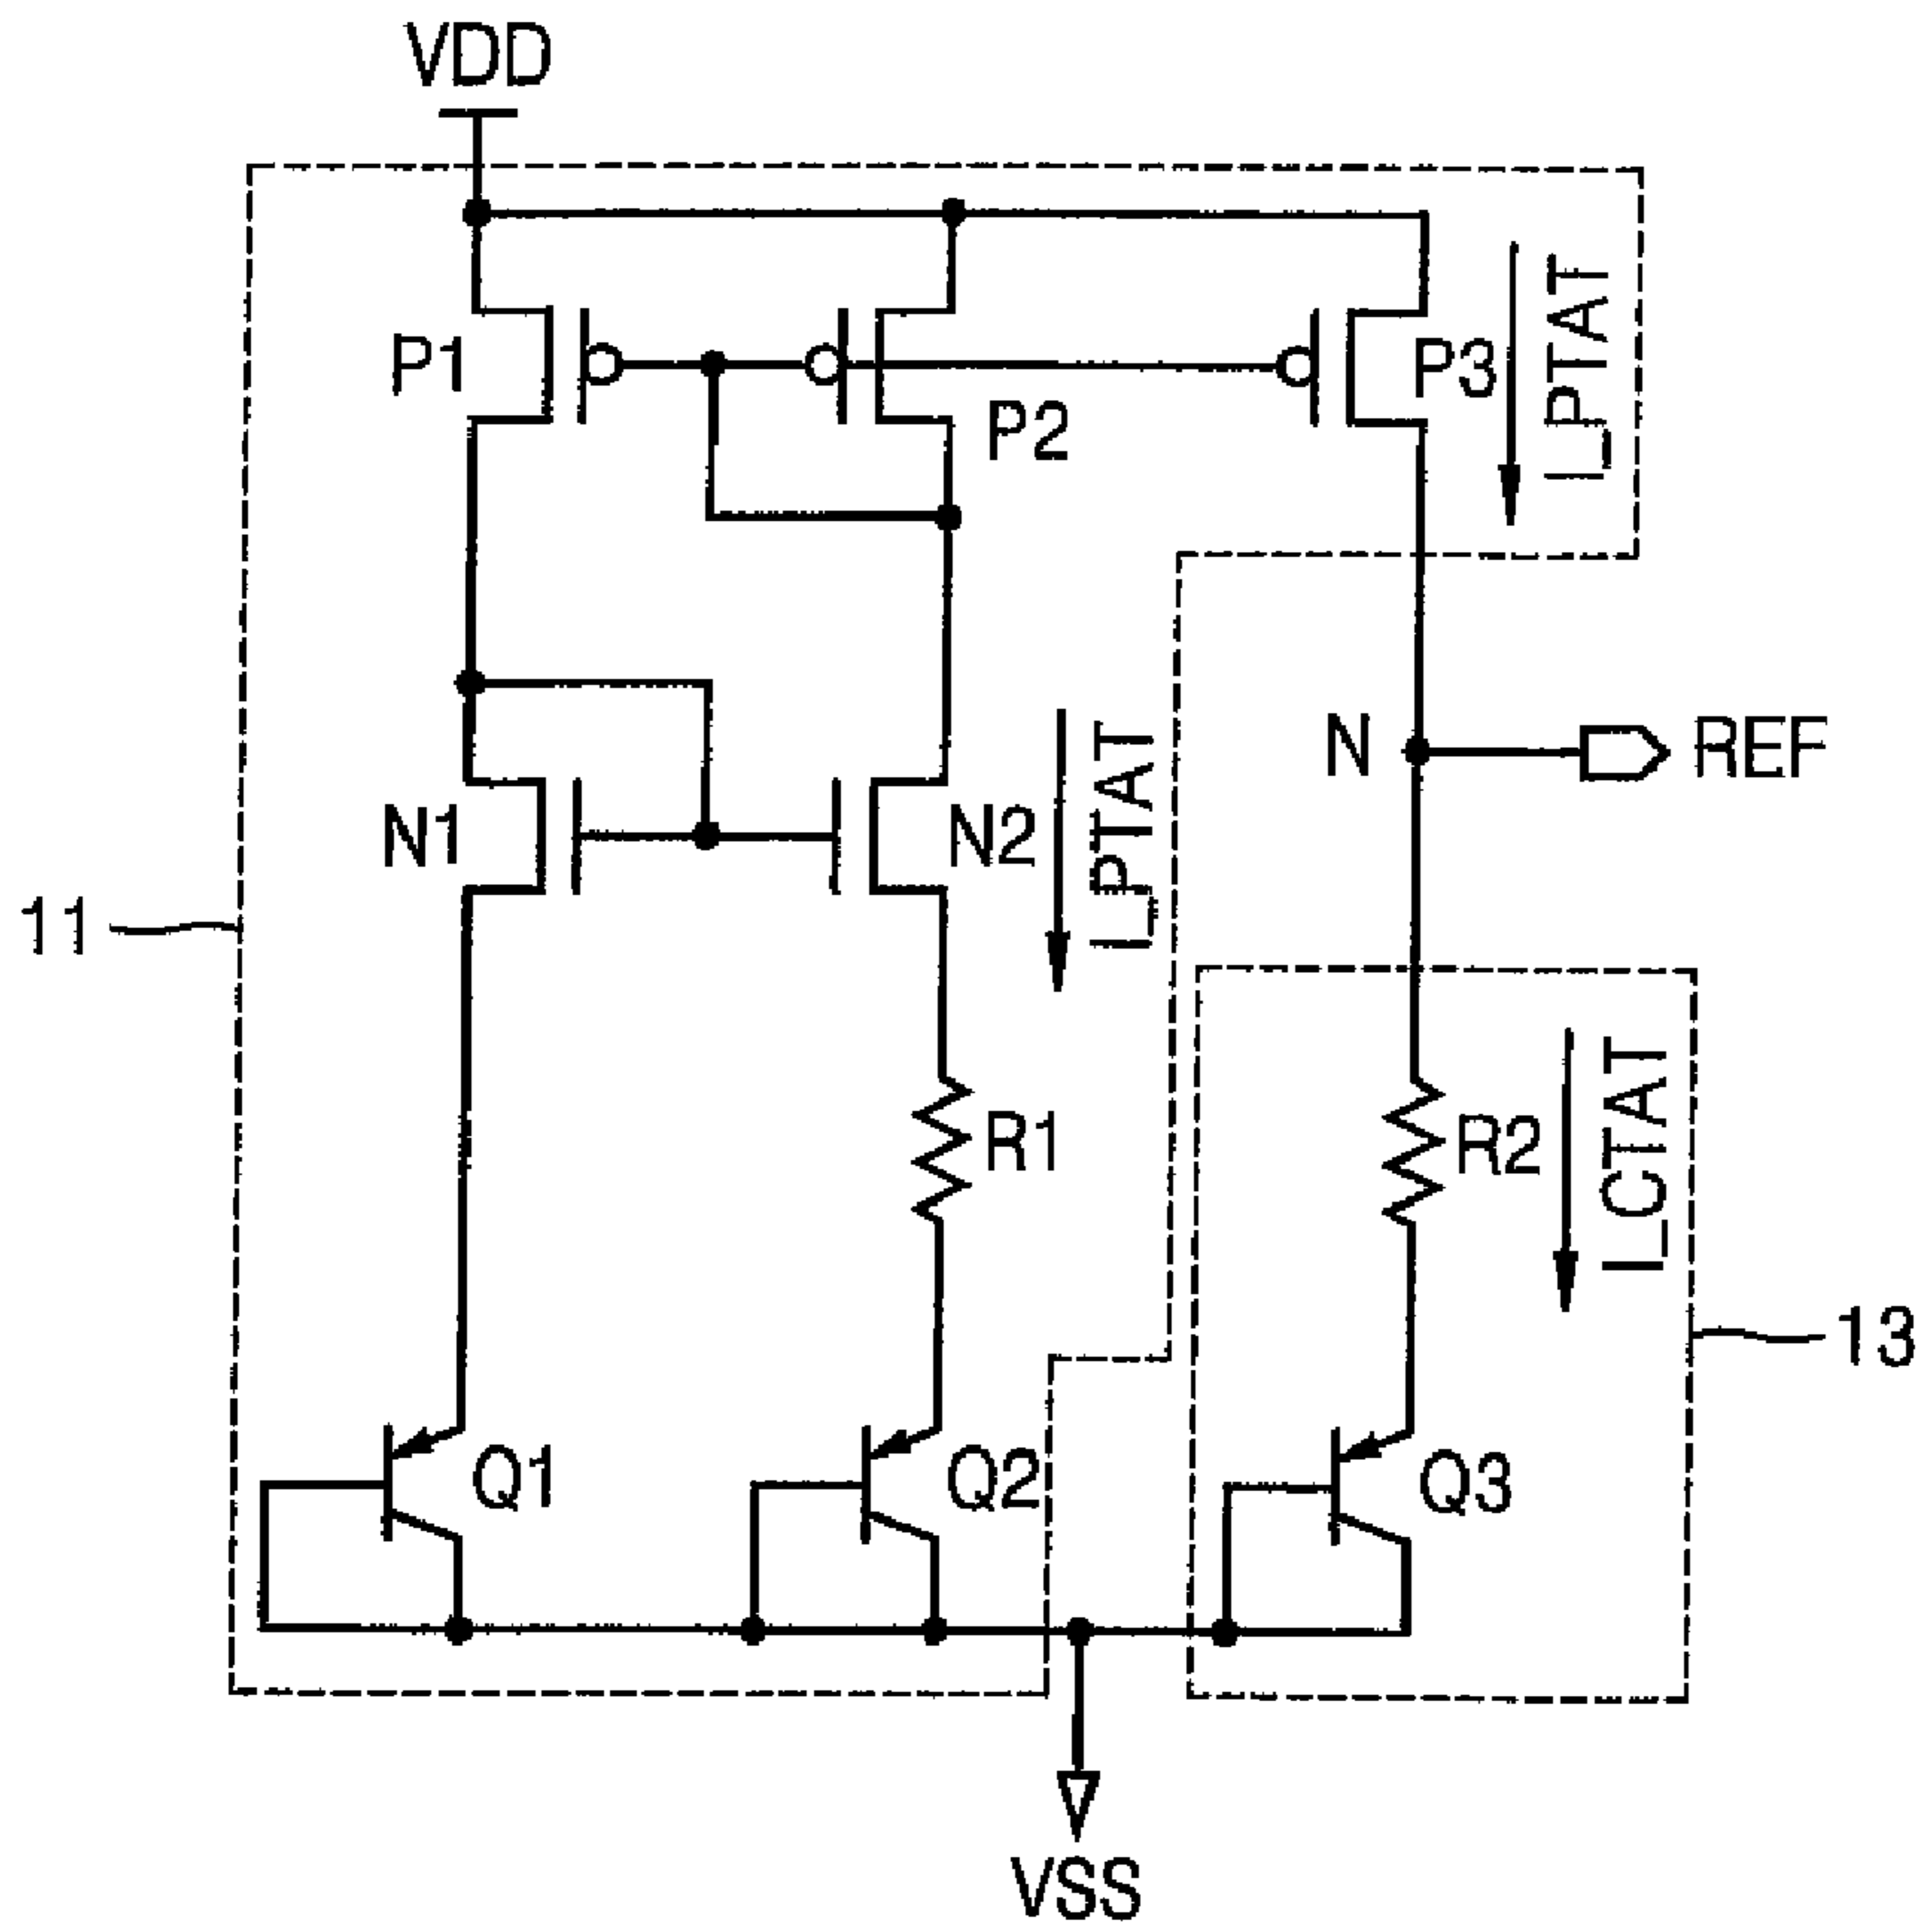 VDD
P1
P2
P3
I_PTAT
N
REF
N1
N2
I_PTAT
11
R1
R2
I_CTAT
13
Q1
Q2
Q3
VSS